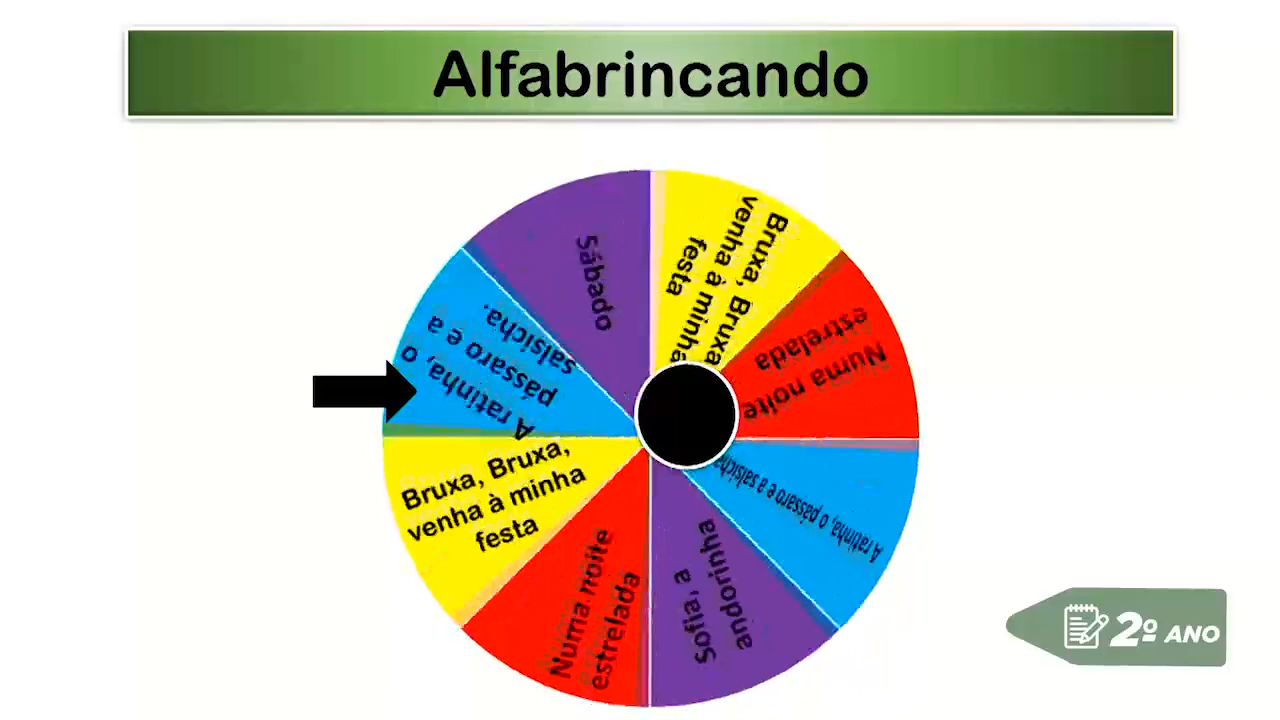 Alfabrincando
Sábado
Bruxa, Bruxa
venha à minha
festa
Numa noite
estrelada
A ratinha, o pássaro e a salsicha
Sofia, a
andorinha
Numa noite
estrelada
Bruxa, Bruxa,
venha à minha
festa
A ratinha, o
pássaro e a
salsicha.
2º ANO